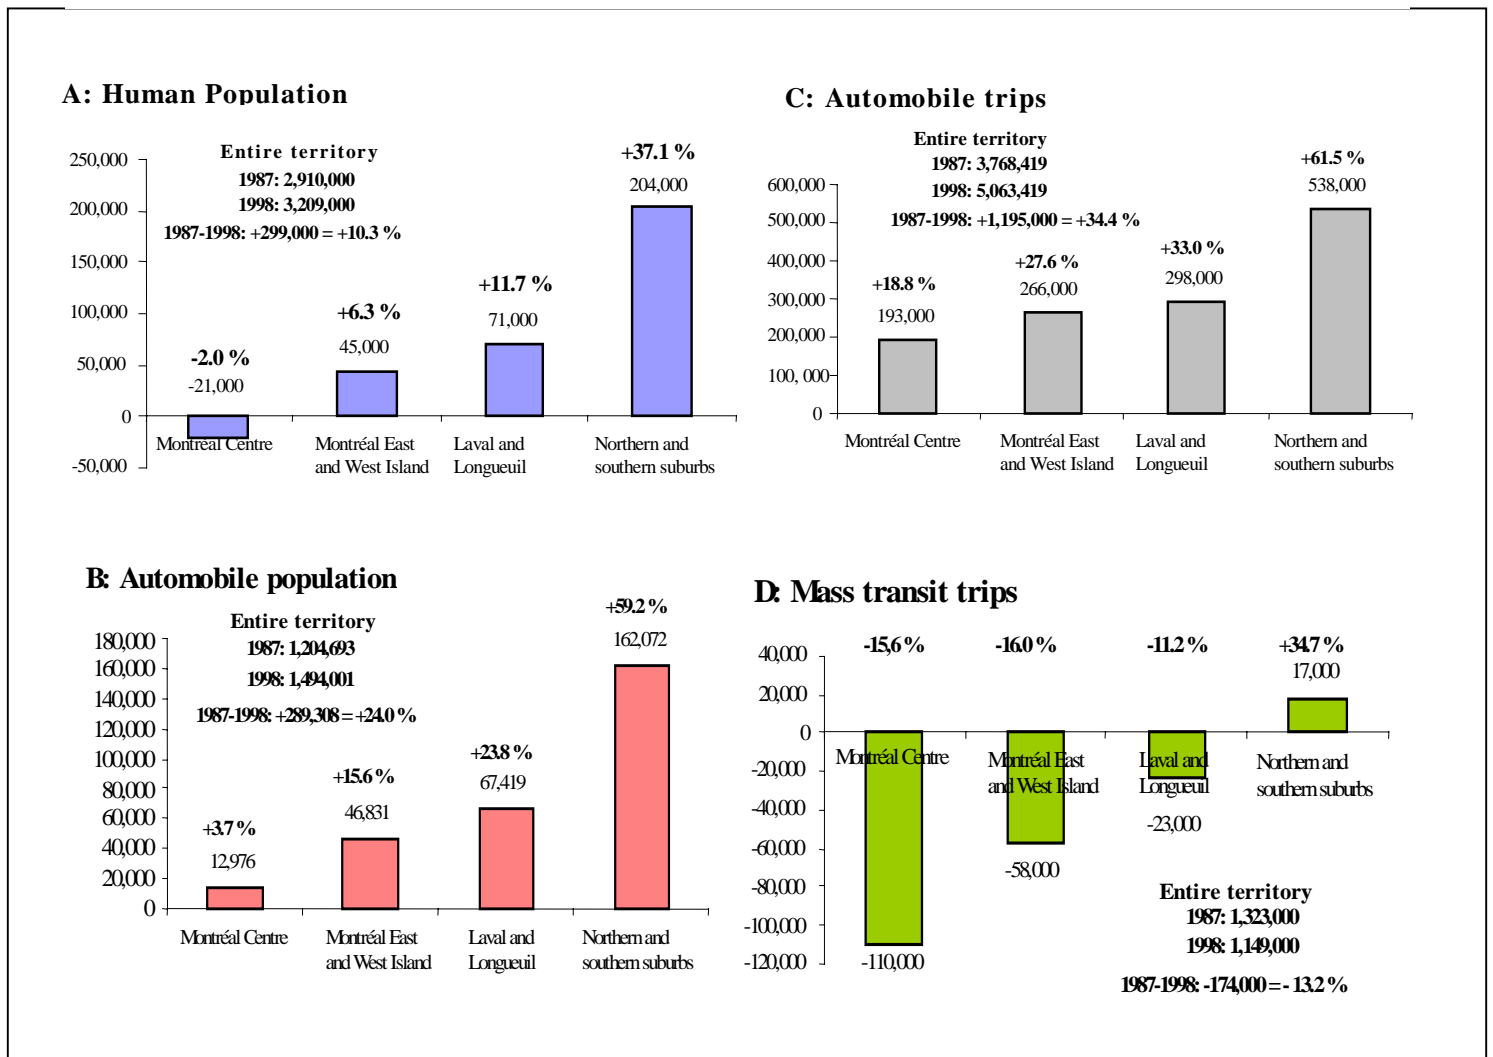 A: Human Population
Entire territory
1987: 2,910,000
1998: 3,209,000
1987-1998: +299,000 = +10.3 %
250,000
200,000
150,000
100,000
50,000
0
-50,000
-2.0 %
-21,000
+6.3 %
45,000
+11.7 %
71,000
+37.1 %
204,000
Montréal Centre
Montréal East
and West Island
Laval and
Longueuil
Northern and
southern suburbs
C: Automobile trips
Entire territory
1987: 3,768,419
1998: 5,063,419
1987-1998: +1,195,000 = +34.4 %
600,000
500,000
400,000
300,000
200,000
100, 000
0
+18.8 %
193,000
+27.6 %
266,000
+33.0 %
298,000
+61.5 %
538,000
Montréal Centre
Montréal East
and West Island
Laval and
Longueuil
Northern and
southern suburbs
B: Automobile population
Entire territory
1987: 1,204,693
1998: 1,494,001
1987-1998: +289,308 = +24.0 %
180,000
160,000
140,000
120,000
100,000
80,000
60,000
40,000
20,000
0
+3.7 %
12,976
+15.6 %
46,831
+23.8 %
67,419
+59.2 %
162,072
Montréal Centre
Montréal East
and West Island
Laval and
Longueuil
Northern and
southern suburbs
D: Mass transit trips
-15,6 %
-16.0 %
-11.2 %
+34.7 %
17,000
40,000
20,000
0
-20,000
-40,000
-60,000
-80,000
-100,000
-120,000
Montréal Centre
Montréal East
and West Island
Laval and
Longueuil
Northern and
southern suburbs
-110,000
-58,000
-23,000
Entire territory
1987: 1,323,000
1998: 1,149,000
1987-1998: -174,000 = - 13.2 %